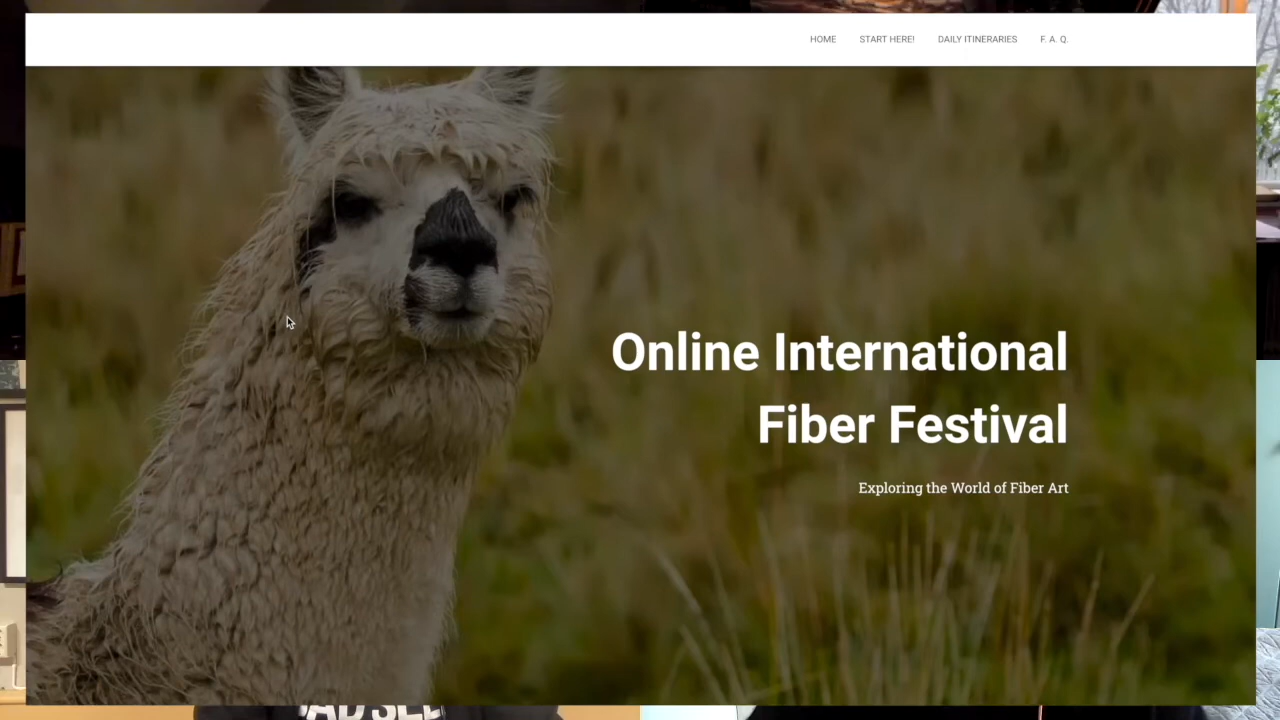 HOME START HERE! DAILY ITINERARIES F. A. Q.
Online International
Fiber Festival
Exploring the World of Fiber Art